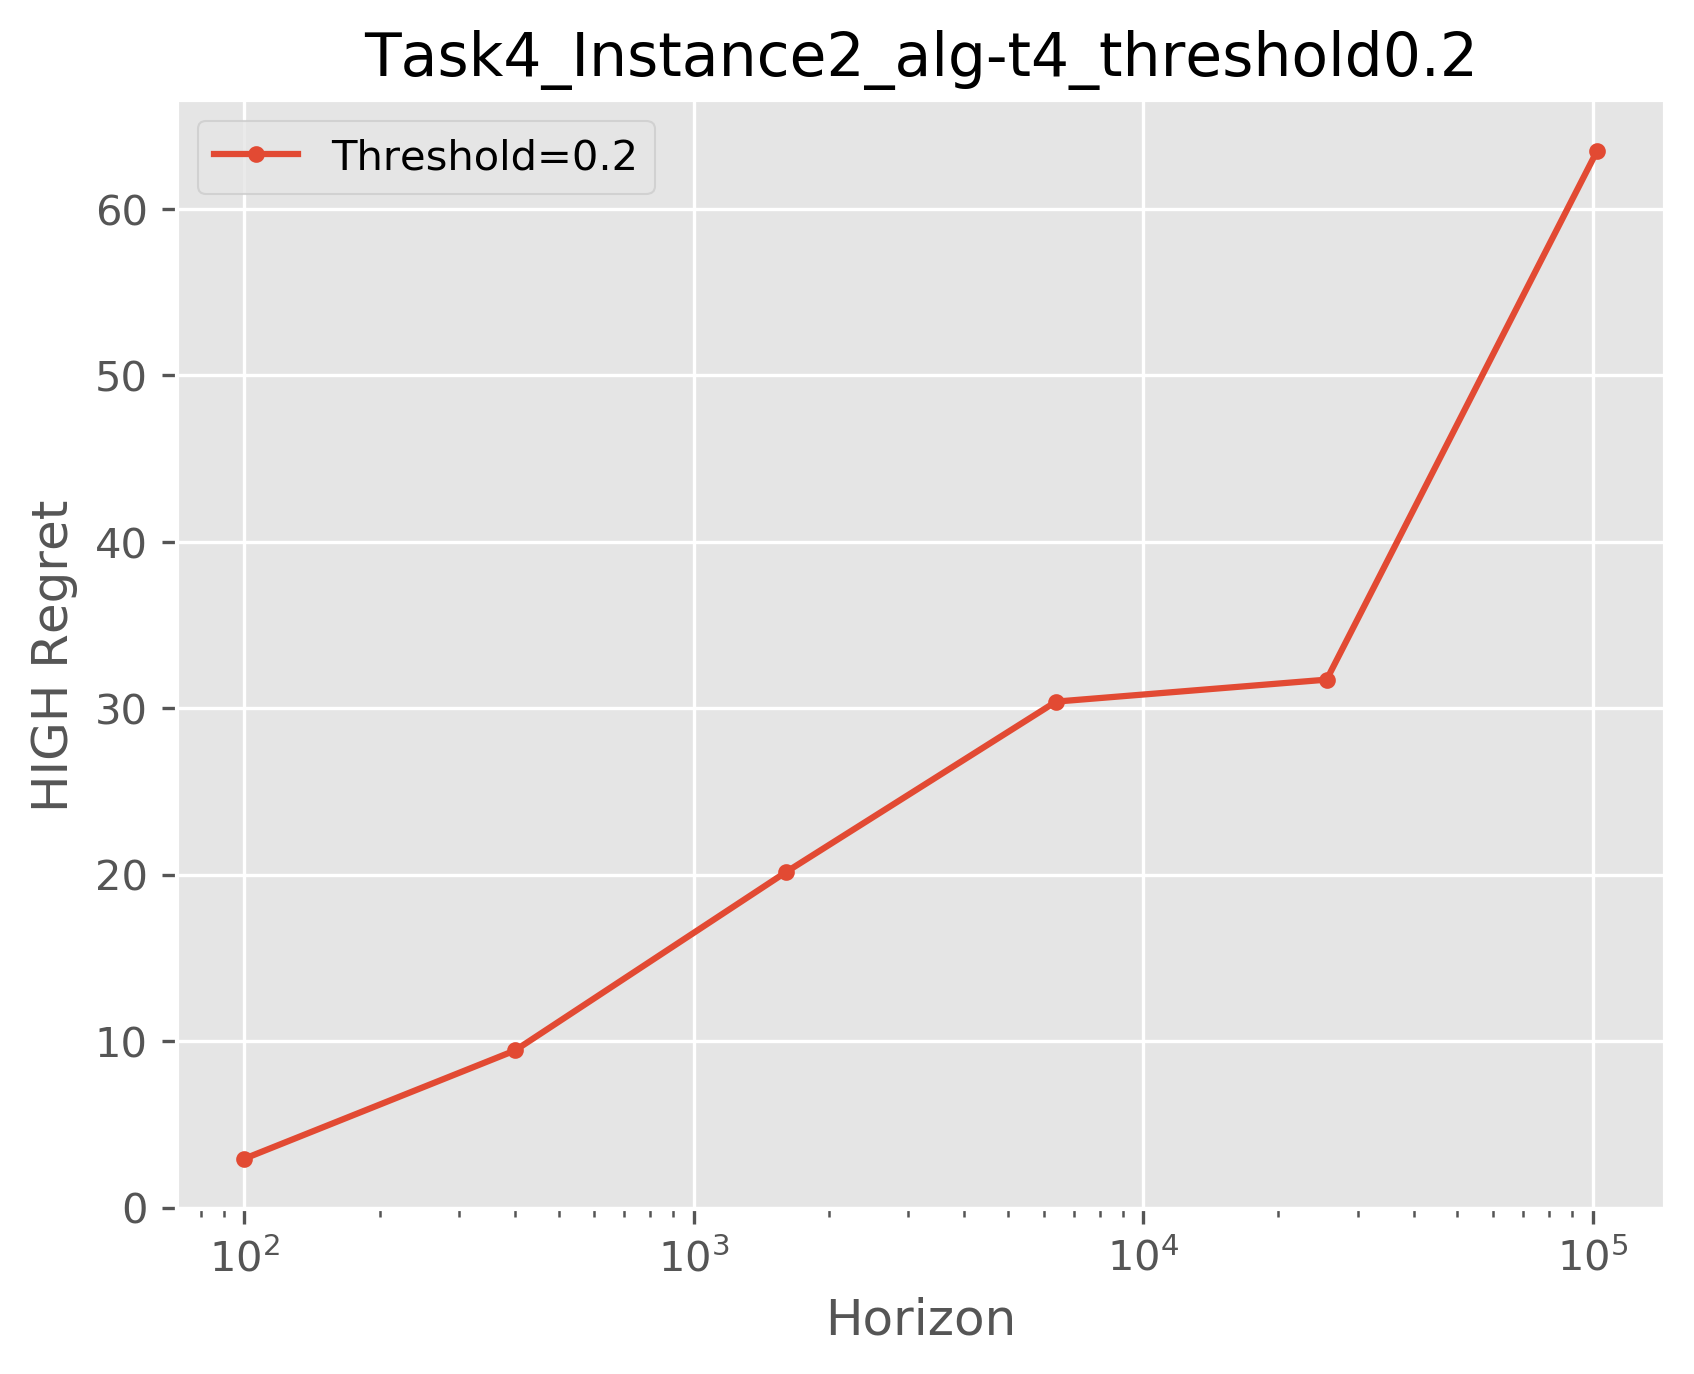 Task4_Instance2_alg-t4_threshold0.2
Threshold=0.2
HIGH Regret
60
50
40
30
20
10
0
10² 10³ 10⁴ 10⁵
Horizon